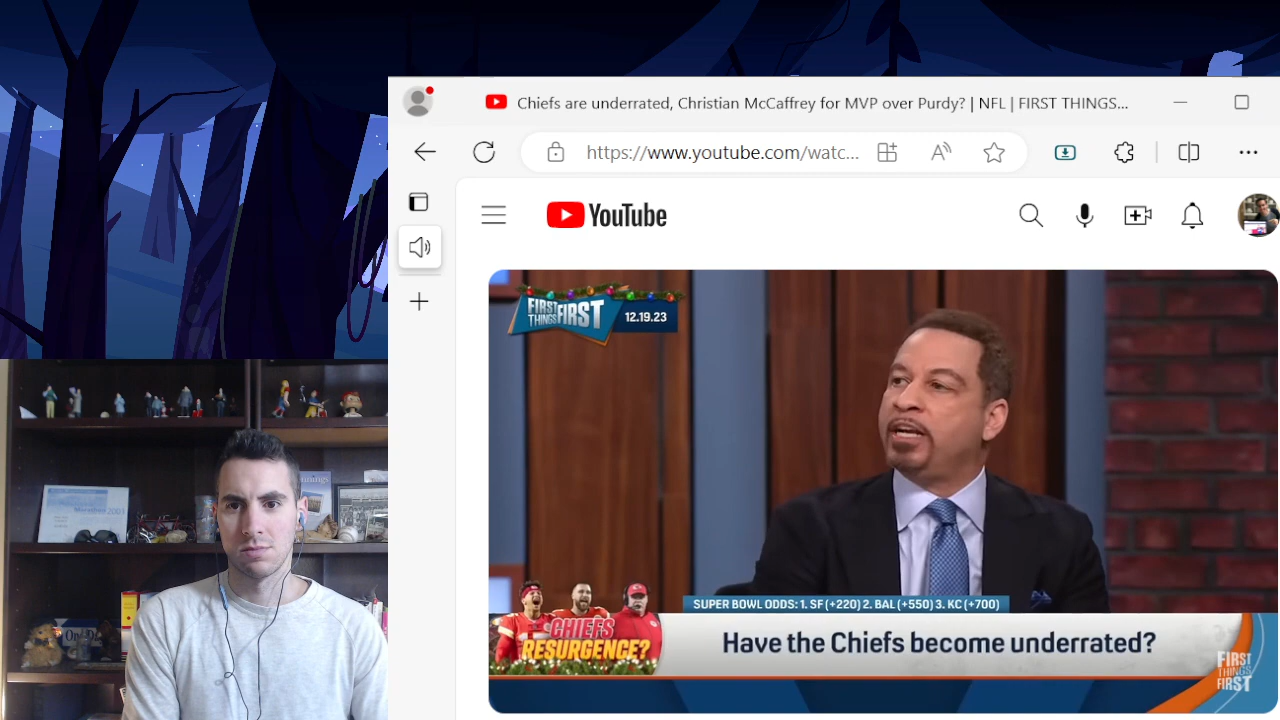 Chiefs are underrated, Christian McCaffrey for MVP over Purdy? | NFL | FIRST THINGS...
https://www.youtube.com/watc...
YouTube
FIRST THINGS FIRST
12.19.23
SUPER BOWL ODDS: 1. SF (+220) 2. BAL (+550) 3. KC (+700)
CHIEFS
RESURGENCE?
Have the Chiefs become underrated?
FIRST
THINGS
FIRST